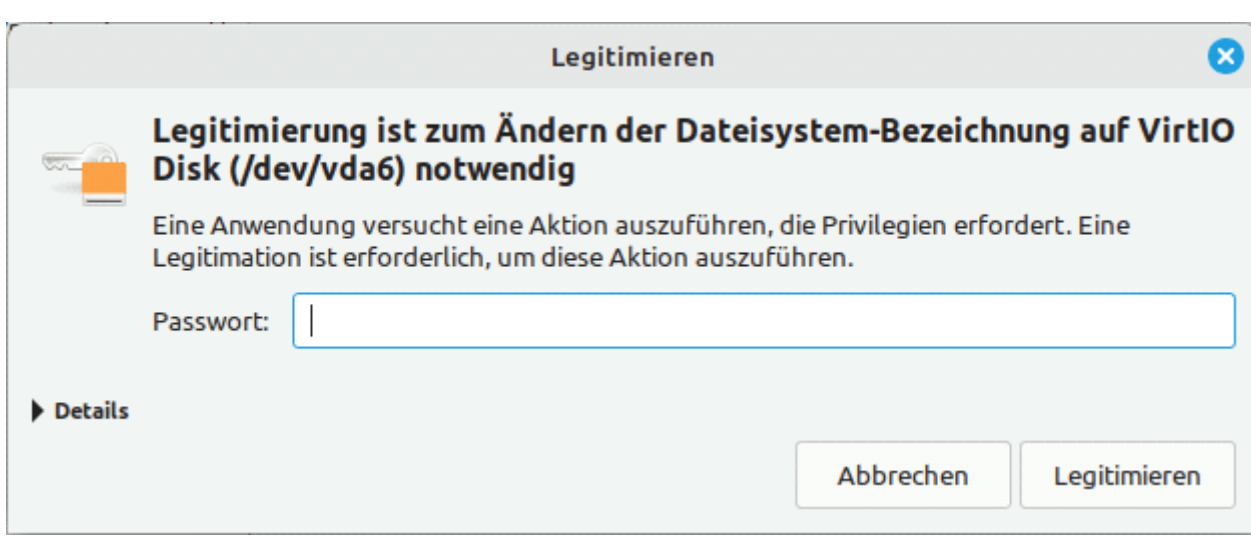 Legitimieren
Legitimierung ist zum Ändern der Dateisystem-Bezeichnung auf VirtIO
Disk (/dev/vda6) notwendig
Eine Anwendung versucht eine Aktion auszuführen, die Privilegien erfordert. Eine
Legitimation ist erforderlich, um diese Aktion auszuführen.
Passwort:
Details
Abbrechen
Legitimieren